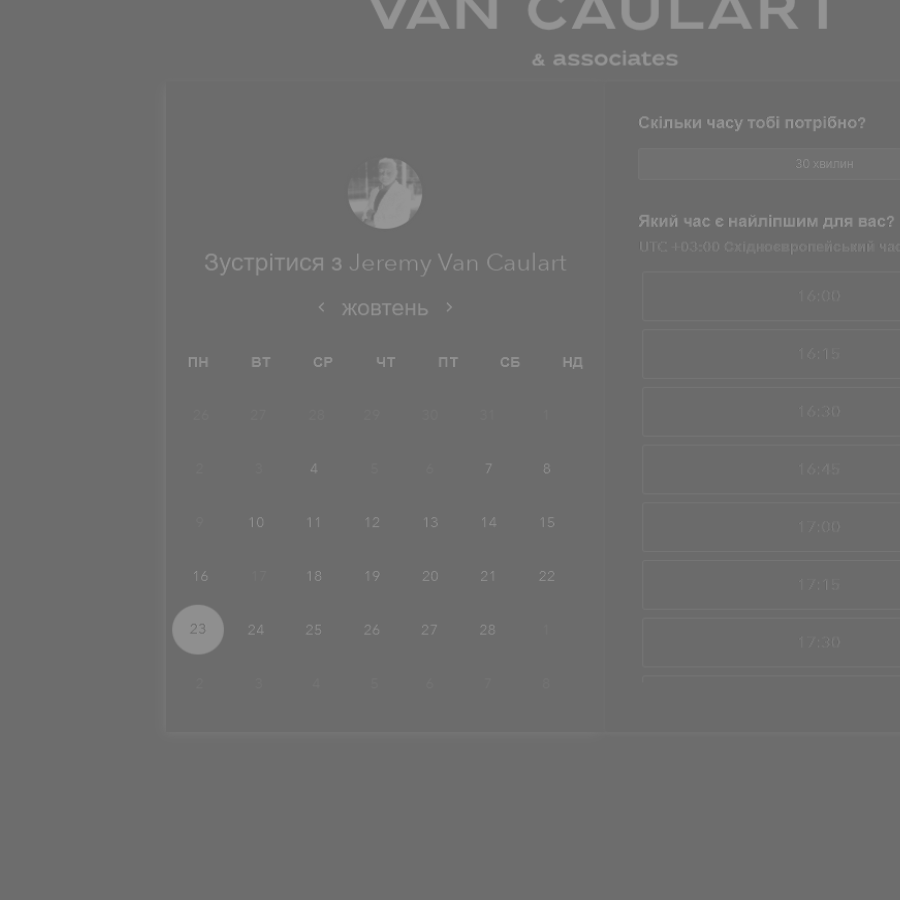 VAN CAULART
& associates
Зустрітися з Jeremy Van Caulart
жовтень
ПН ВТ СР ЧТ ПТ СБ НД
26 27 28 29 30 31 1
2 3 4 5 6 7 8
9 10 11 12 13 14 15
16 17 18 19 20 21 22
23 24 25 26 27 28 1
2 3 4 5 6 7 8
Скільки часу тобі потрібно?
30 хвилин
Який час є найліпшим для вас?
UTC +03:00 Східноєвропейський час
16:00
16:15
16:30
16:45
17:00
17:15
17:30